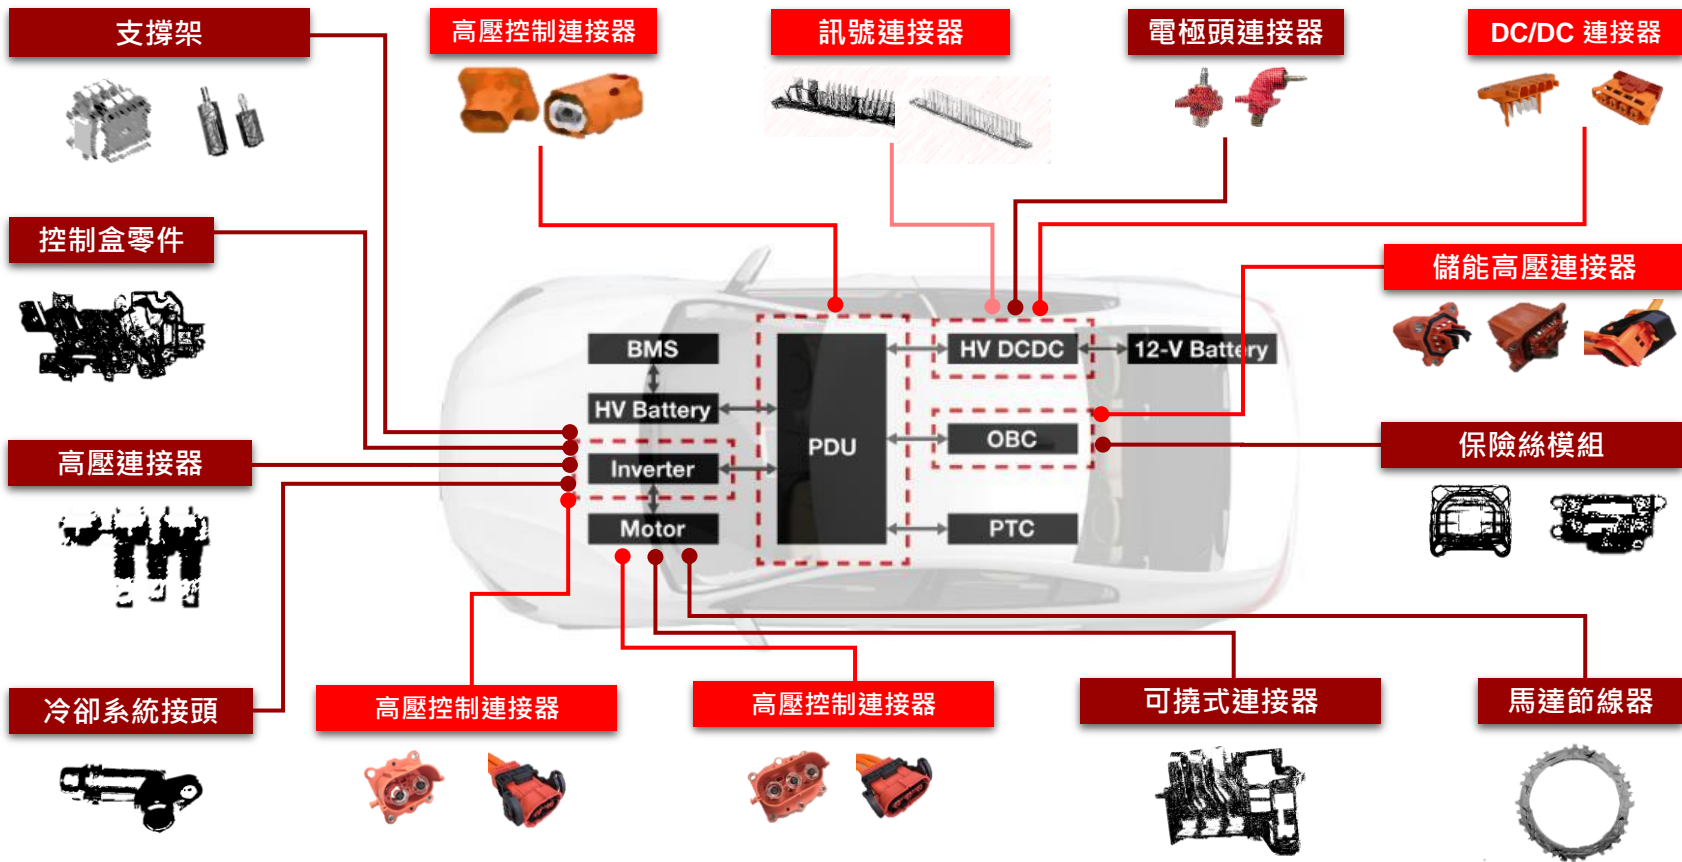 支撐架
高壓控制連接器
訊號連接器
電極頭連接器
DC/DC 連接器
控制盒零件
儲能高壓連接器
BMS
HV DCDC
12-V Battery
HV Battery
PDU
OBC
高壓連接器
保險絲模組
Inverter
Motor
PTC
冷卻系統接頭
高壓控制連接器
高壓控制連接器
可撓式連接器
馬達節線器